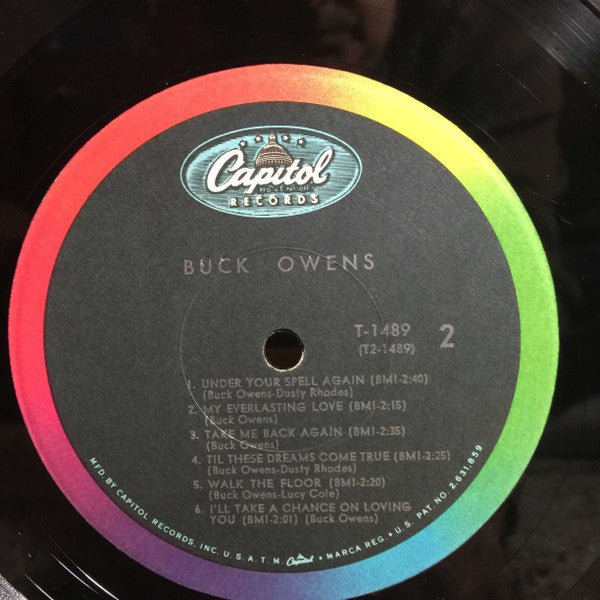 Capitol
REG. U.S. PAT. OFF.
RECORDS
BUCK OWENS
T-1489
(T2-1489)
2
1. UNDER YOUR SPELL AGAIN (BMI-2:40)
(Buck Owens-Dusty Rhodes)
2. MY EVERLASTING LOVE (BMI-2:15)
(Buck Owens)
3. TAKE ME BACK AGAIN (BMI-2:35)
(Buck Owens)
4. TIL THESE DREAMS COME TRUE (BMI-2:25)
(Buck Owens-Dusty Rhodes)
5. WALK THE FLOOR (BMI-2:20)
(Buck Owens-Lucy Cole)
6. I'LL TAKE A CHANCE ON LOVING
YOU (BMI-2:01) (Buck Owens)
MFD BY CAPITOL RECORDS, INC. U.S.A. T.M. Capitol • MARCA REG. • U.S. PAT. NO. 2,631,859